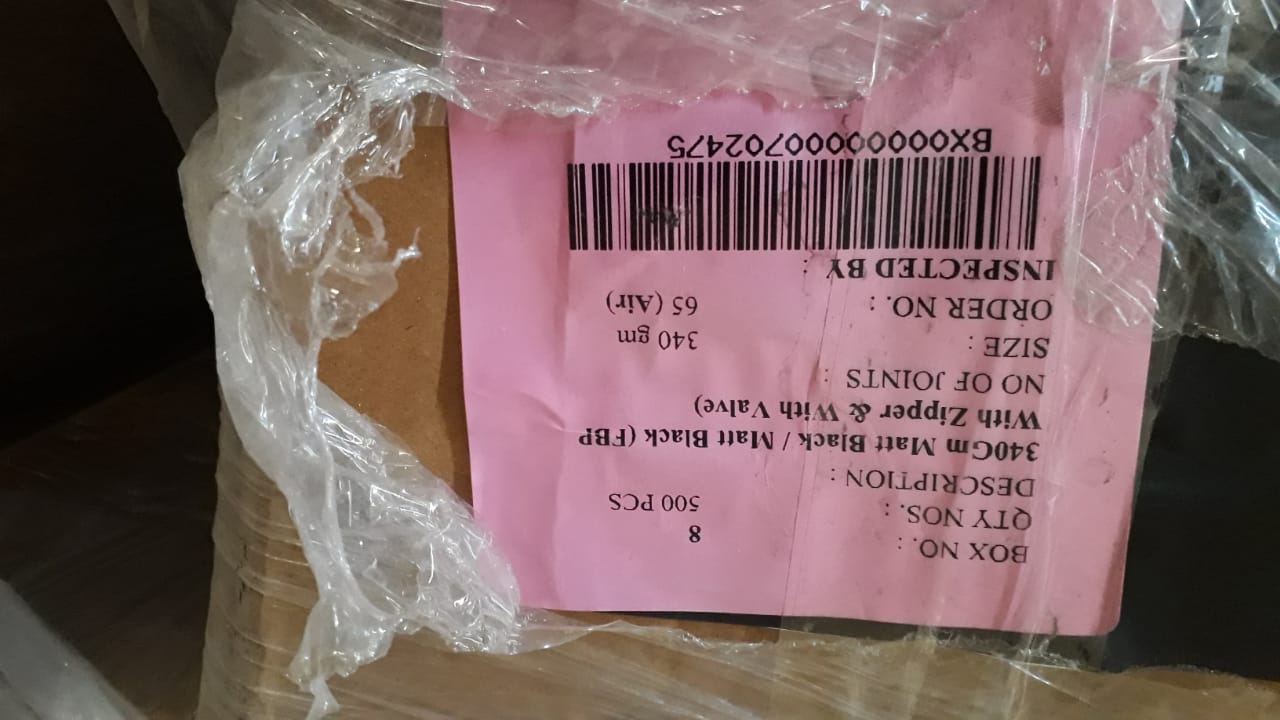 BOX NO. : 8
QTY NOS. : 500 PCS
DESCRIPTION :
340Gm Matt Black / Matt Black (FBP
With Zipper & With Valve)
NO OF JOINTS :
SIZE : 340 gm
ORDER NO. : 65 (Air)
INSPECTED BY :
BX00000000702475